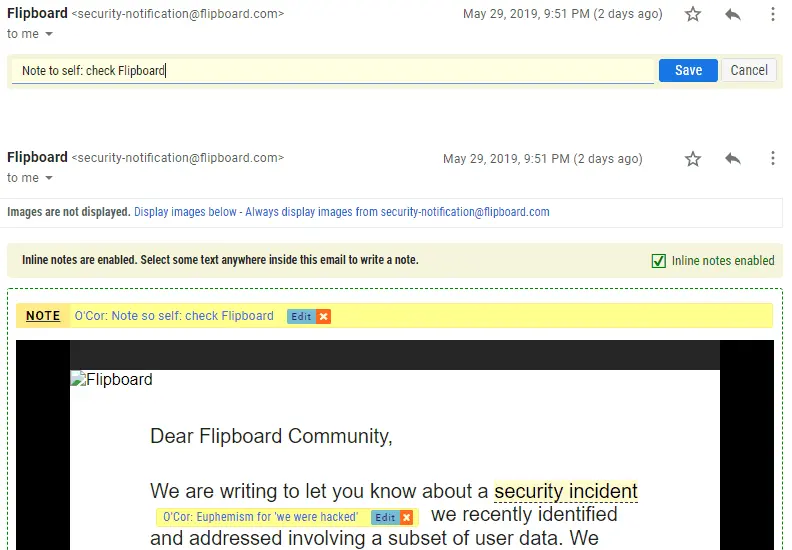 Flipboard <security-notification@flipboard.com> May 29, 2019, 9:51 PM (2 days ago)
to me
Note to self: check Flipboard Save Cancel
Flipboard <security-notification@flipboard.com> May 29, 2019, 9:51 PM (2 days ago)
to me
Images are not displayed. Display images below - Always display images from security-notification@flipboard.com
Inline notes are enabled. Select some text anywhere inside this email to write a note. Inline notes enabled
NOTE O'Cor: Note so self: check Flipboard Edit
Flipboard
Dear Flipboard Community,
We are writing to let you know about a security incident
O'Cor: Euphemism for 'we were hacked' Edit we recently identified
and addressed involving a subset of user data. We